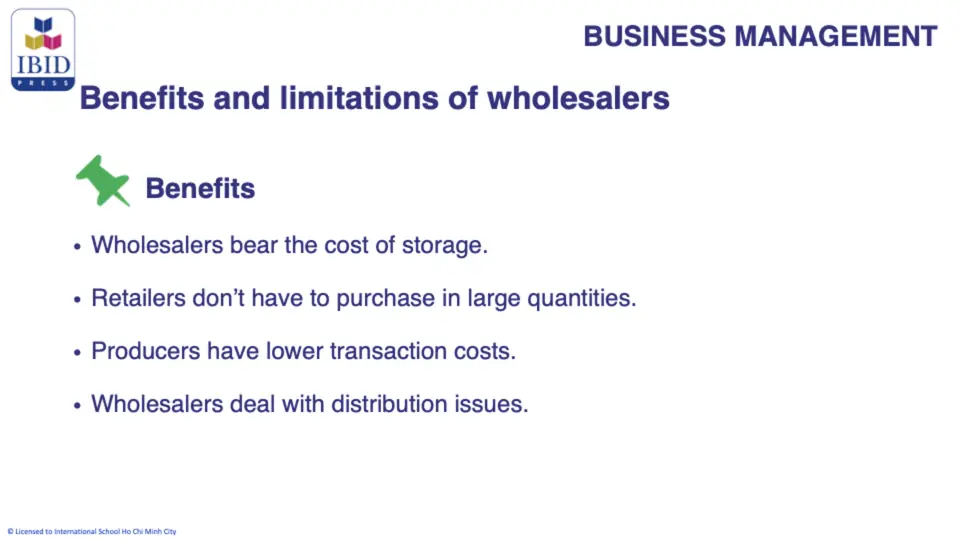 IBID
PRESS
BUSINESS MANAGEMENT
Benefits and limitations of wholesalers
Benefits
• Wholesalers bear the cost of storage.
• Retailers don’t have to purchase in large quantities.
• Producers have lower transaction costs.
• Wholesalers deal with distribution issues.
© Licensed to International School Ho Chi Minh City